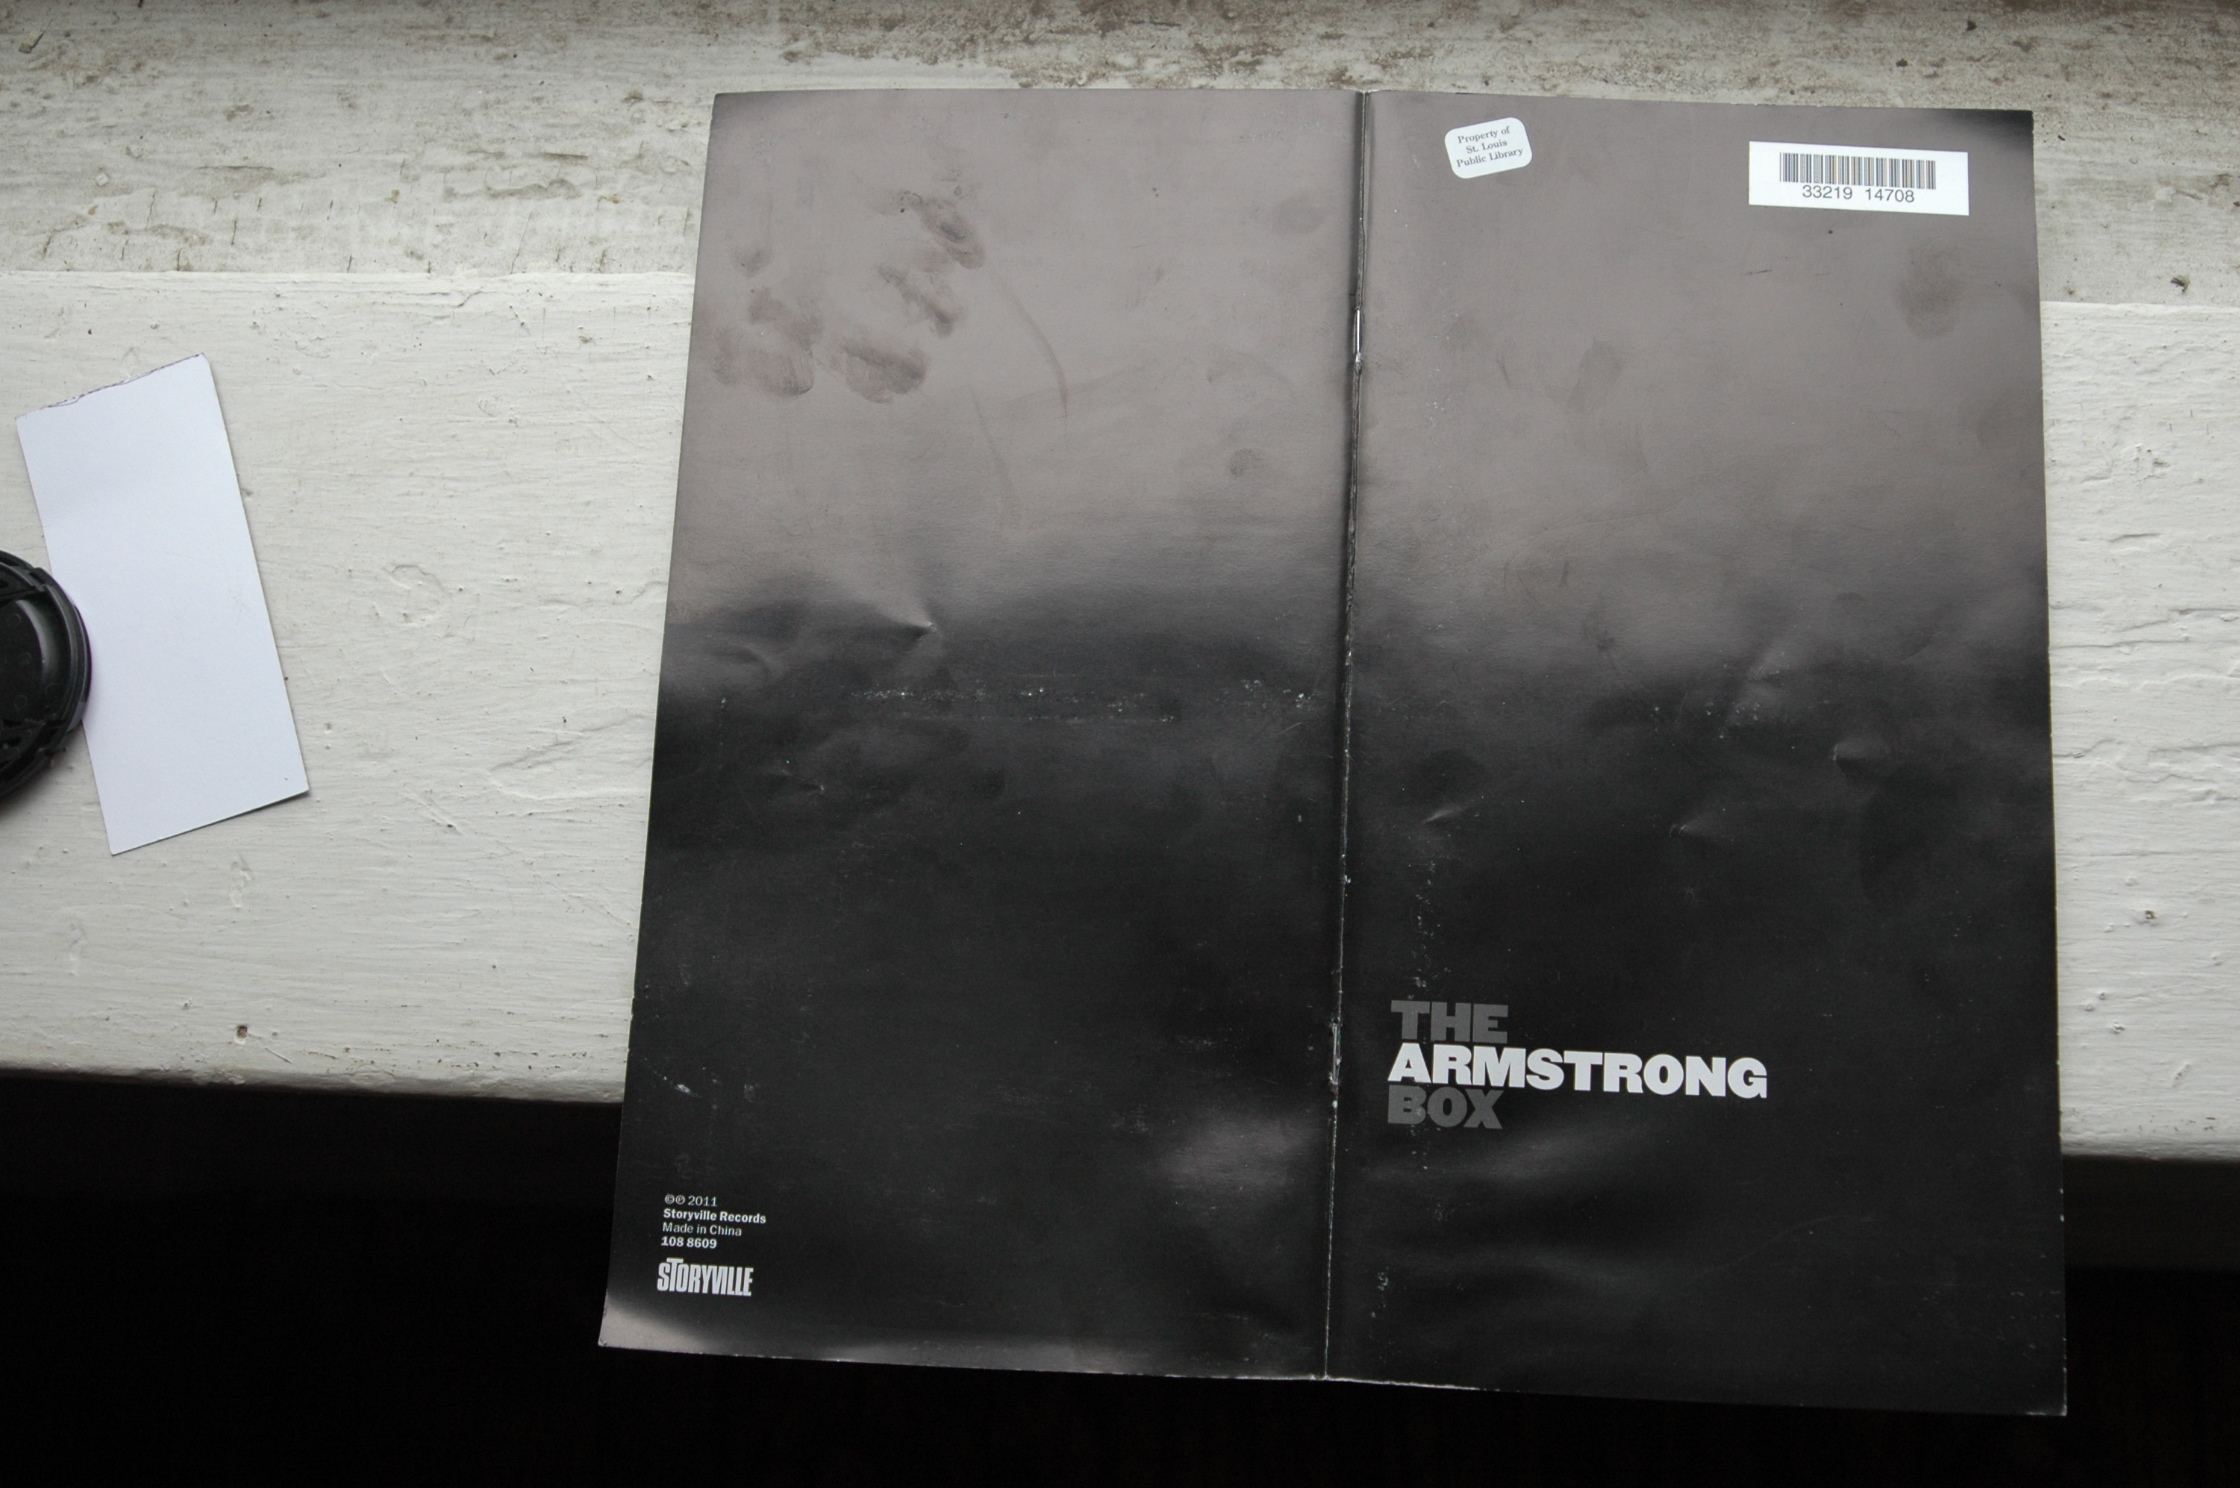 33219 14708
Property of
St. Louis
Public Library
THE
ARMSTRONG
BOX
©℗ 2011
Storyville Records
Made in China
108 8609
STORYVILLE